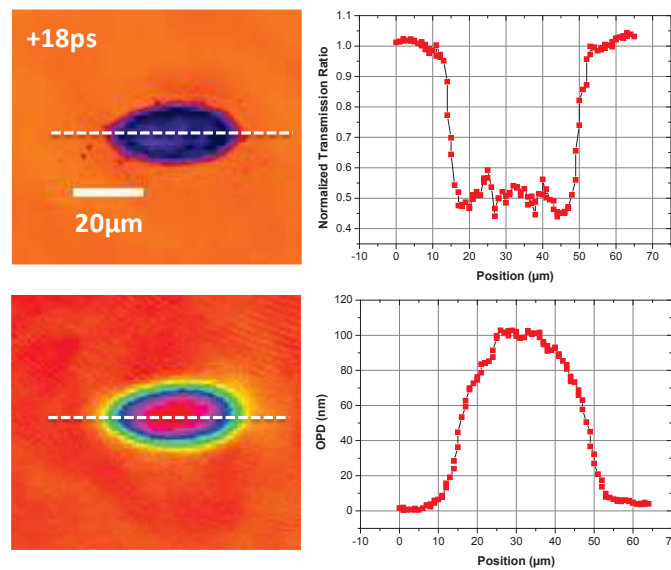 +18ps
20µm
Normalized Transmission Ratio
1.1
1.0
0.9
0.8
0.7
0.6
0.5
0.4
-10 0 10 20 30 40 50 60 70
Position (µm)
OPD (nm)
120
100
80
60
40
20
0
-20
-10 0 10 20 30 40 50 60 7
Position (µm)